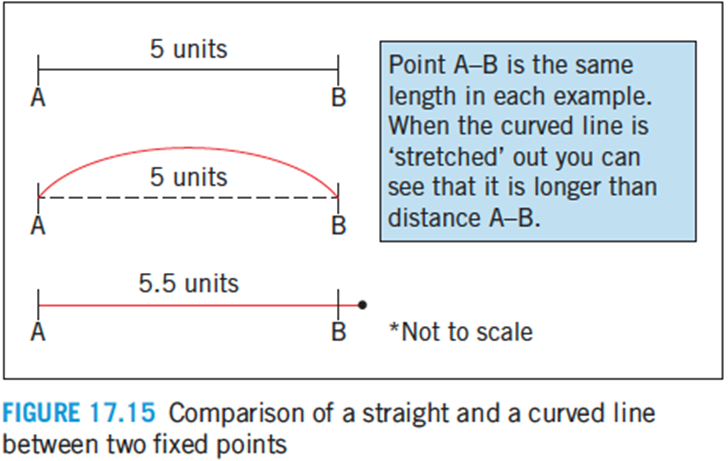 5 units
A B
Point A–B is the same
length in each example.
When the curved line is
‘stretched’ out you can
see that it is longer than
distance A–B.
5 units
A B
5.5 units
A B
*Not to scale
FIGURE 17.15 Comparison of a straight and a curved line
between two fixed points